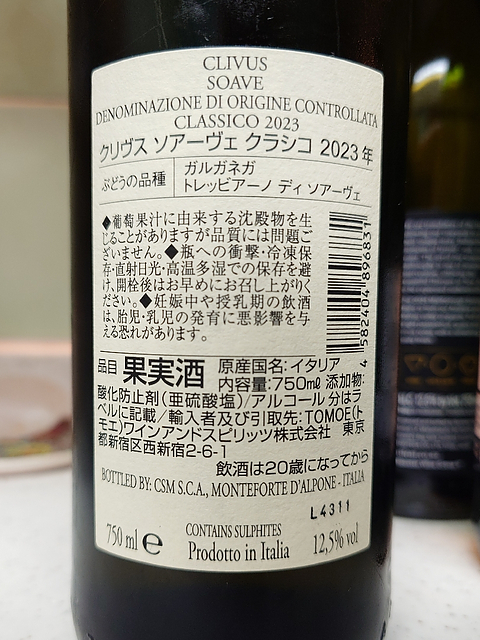 CLIVUS
SOAVE
DENOMINAZIONE DI ORIGINE CONTROLLATA
CLASSICO 2023
クリヴス ソアーヴェ クラシコ 2023年
ぶどうの品種
ガルガネガ
トレッビアーノ ディ ソアーヴェ
◆葡萄果汁に由来する沈殿物を生
じることがありますが品質には問題ご
ざいません。◆瓶への衝撃・冷凍保
存・直射日光・高温多湿での保存を避
け、開栓後はお早めにお召し上がりく
ださい。◆妊娠中や授乳期の飲酒
は、胎児・乳児の発育に悪影響を与
える恐れがあります。
4582404896831
品目 果実酒 原産国名:イタリア
内容量:750mℓ 添加物:
酸化防止剤(亜硫酸塩)/アルコール分はラ
ベルに記載/輸入者及び引取先:TOMOE(ト
モエ)ワインアンドスピリッツ株式会社 東京
都新宿区西新宿2-6-1
飲酒は20歳になってから
BOTTLED BY: CSM S.C.A., MONTEFORTE D'ALPONE - ITALIA
L4311
750 ml ℮
CONTAINS SULPHITES
Prodotto in Italia
12,5% vol